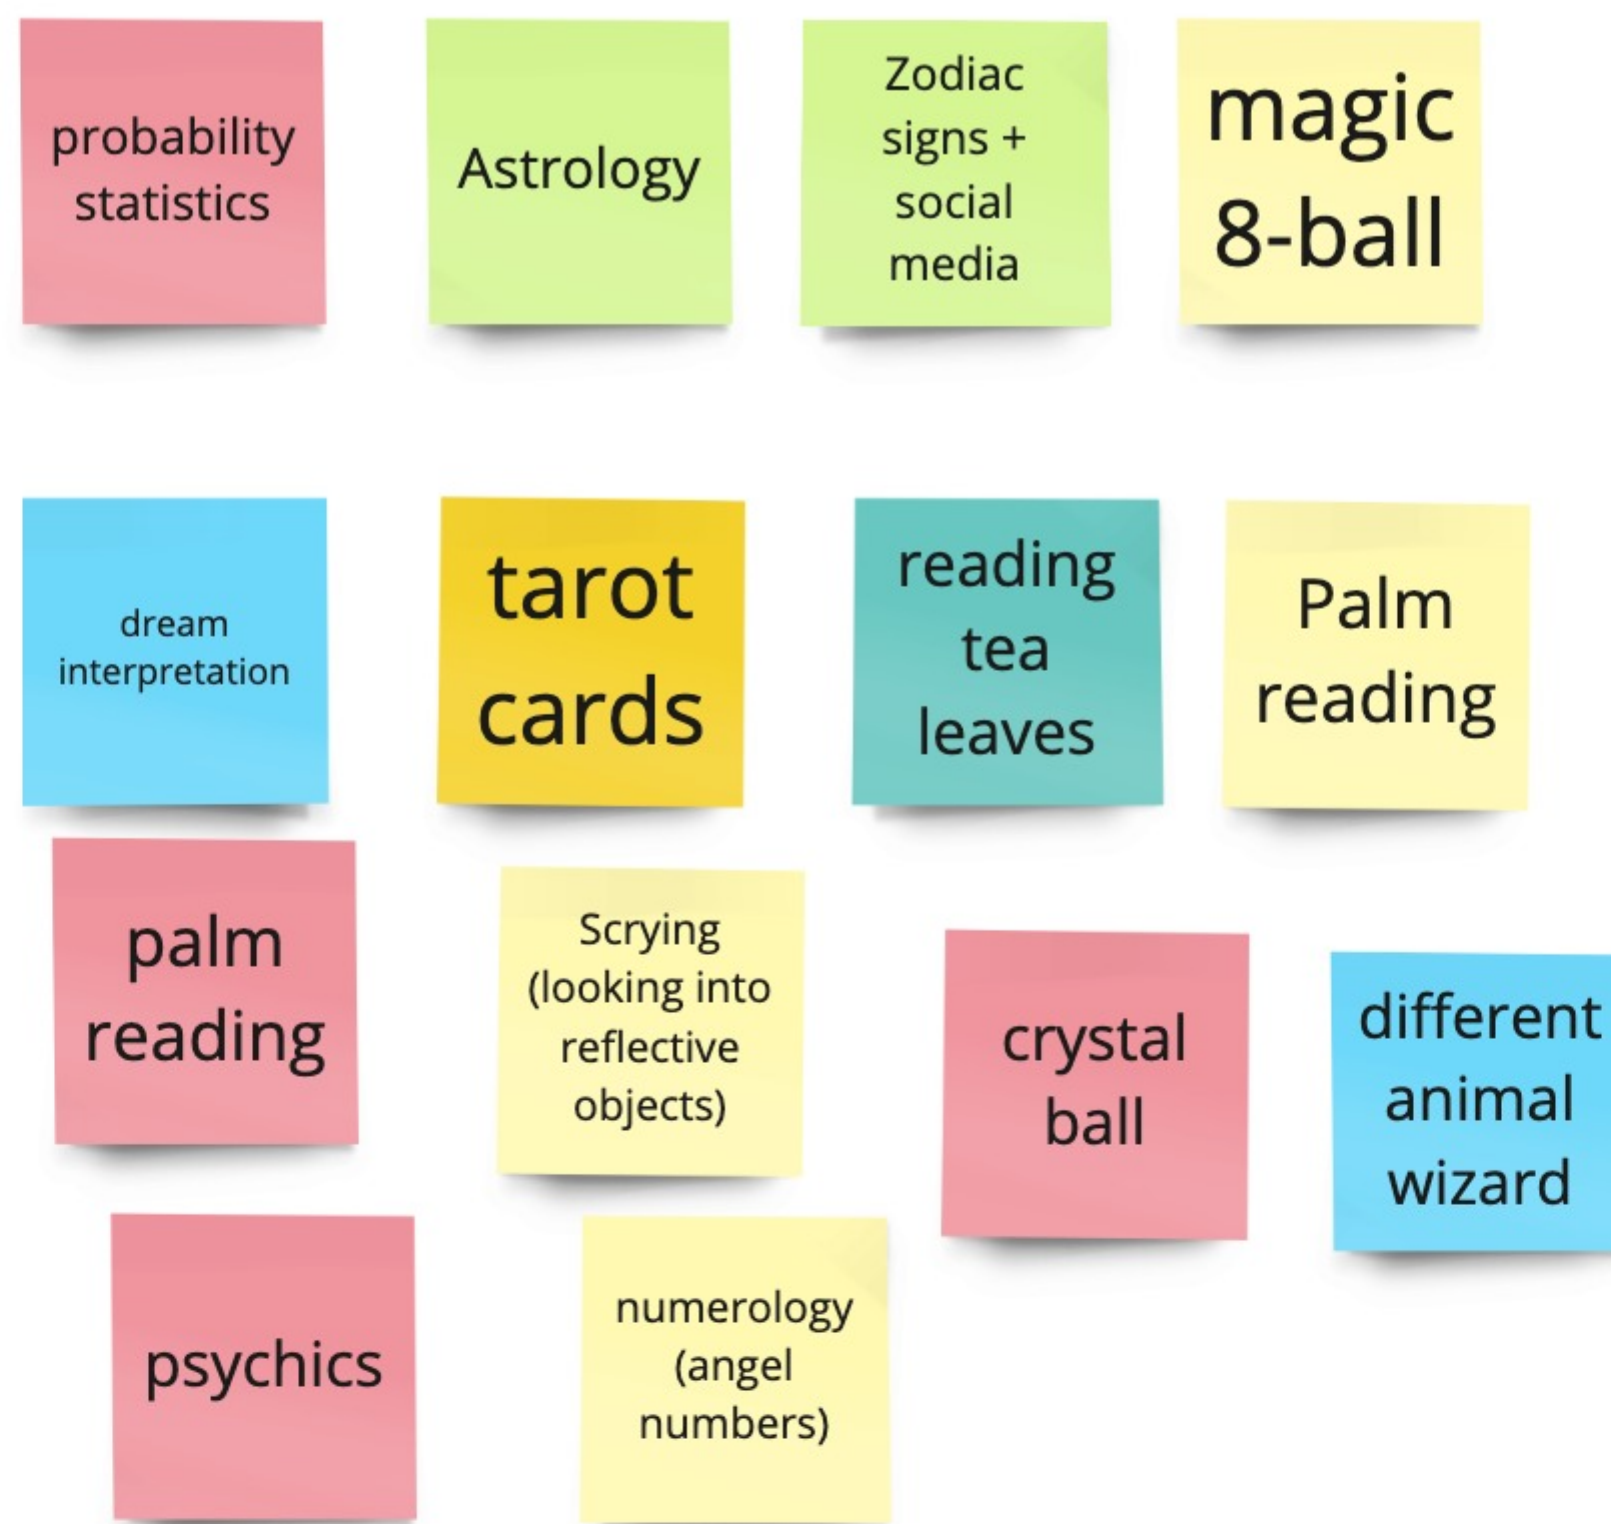 probability
statistics
Astrology
Zodiac
signs +
social
media
magic
8-ball
dream
interpretation
tarot
cards
reading
tea
leaves
Palm
reading
palm
reading
Scrying
(looking into
reflective
objects)
crystal
ball
different
animal
wizard
psychics
numerology
(angel
numbers)